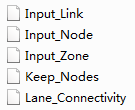 Input_Link
Input_Node
Input_Zone
Keep_Nodes
Lane_Connectivity